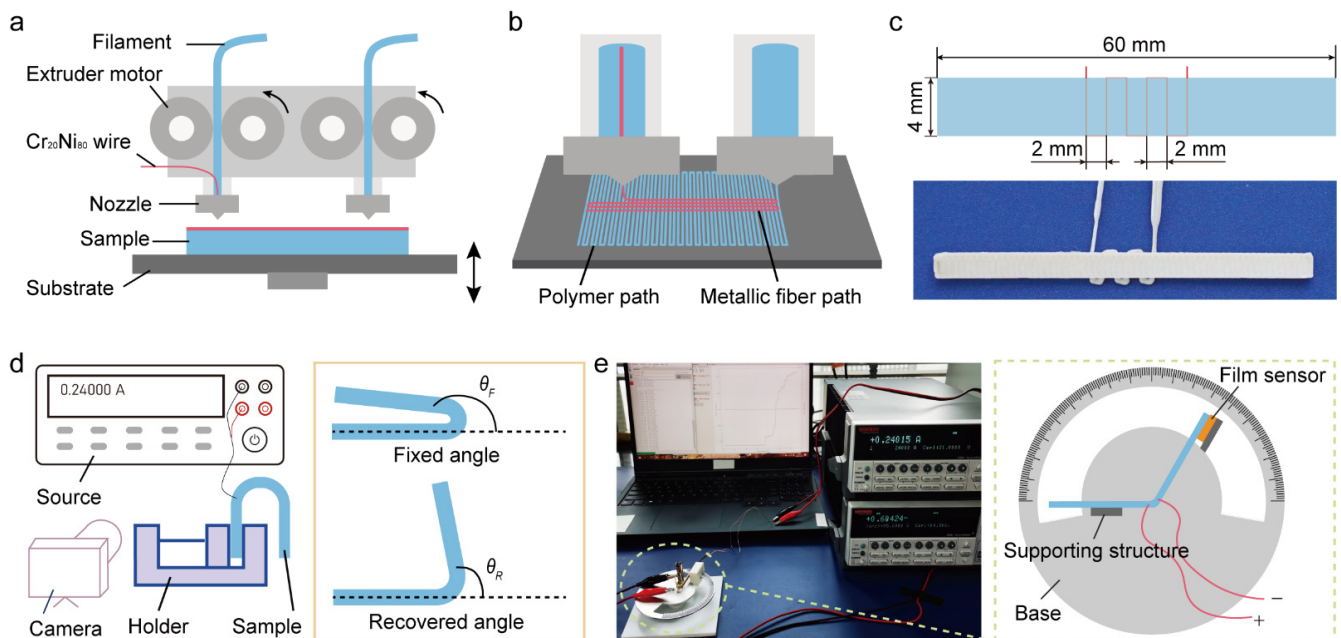 a
Filament
Extruder motor
Cr20Ni80 wire
Nozzle
Sample
Substrate
b
Polymer path
Metallic fiber path
c
60 mm
4 mm
2 mm
2 mm
d
0.24000 A
Source
Camera
Holder
Sample
θF
Fixed angle
θR
Recovered angle
e
+0.24015 A
Film sensor
Supporting structure
Base
−
+